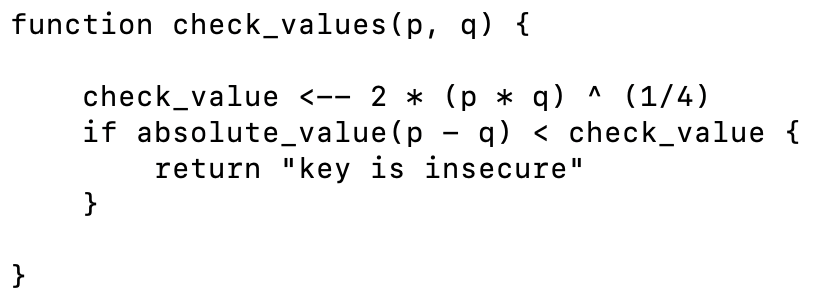 function check_values(p, q) {
check_value <-- 2 * (p * q) ^ (1/4)
if absolute_value(p - q) < check_value {
return "key is insecure"
}
}